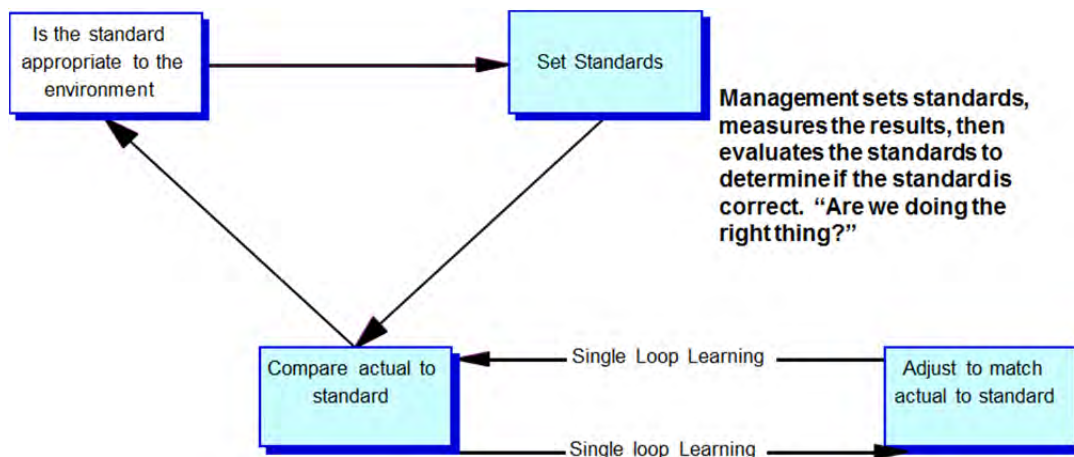 Is the standard
appropriate to the
environment
Set Standards
Management sets standards,
measures the results, then
evaluates the standards to
determine if the standard is
correct. “Are we doing the
right thing?”
Compare actual to
standard
Single Loop Learning
Adjust to match
actual to standard
Single loop Learning